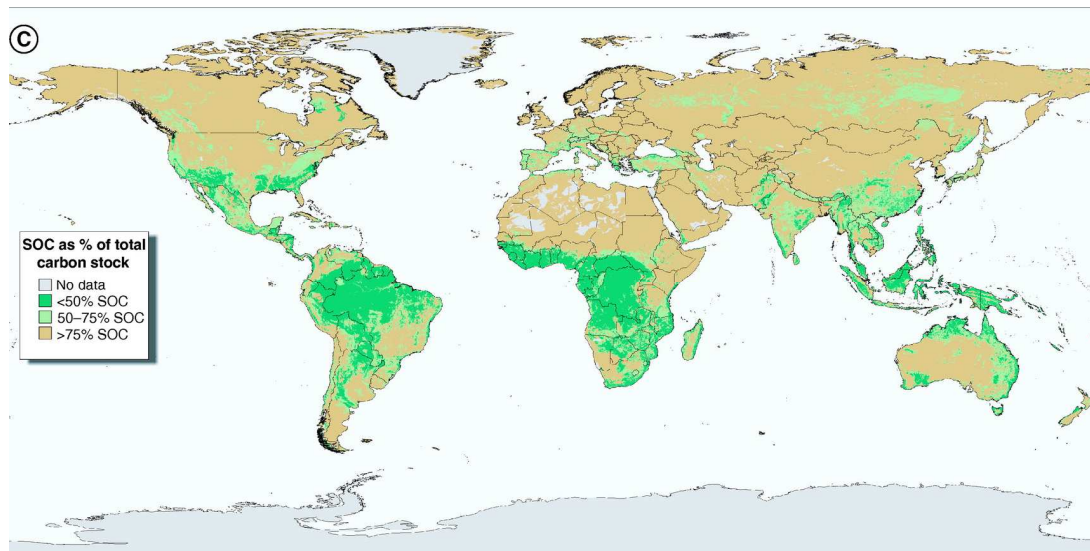 C
SOC as % of total
carbon stock
No data
<50% SOC
50–75% SOC
>75% SOC